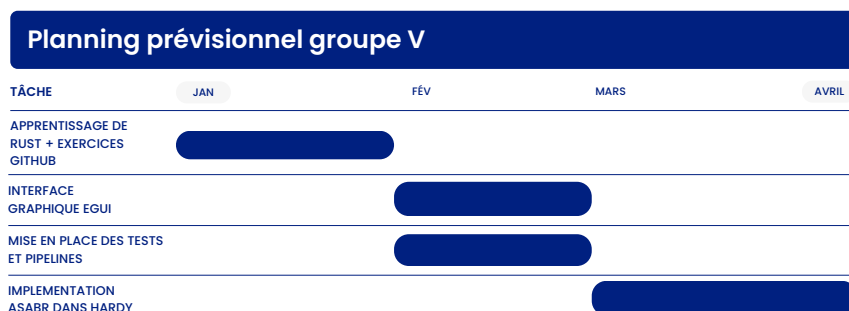 Planning prévisionnel groupe V
TÂCHE JAN FÉV MARS AVRIL
APPRENTISSAGE DE
RUST + EXERCICES
GITHUB
INTERFACE
GRAPHIQUE EGUI
MISE EN PLACE DES TESTS
ET PIPELINES
IMPLEMENTATION
ASABR DANS HARDY